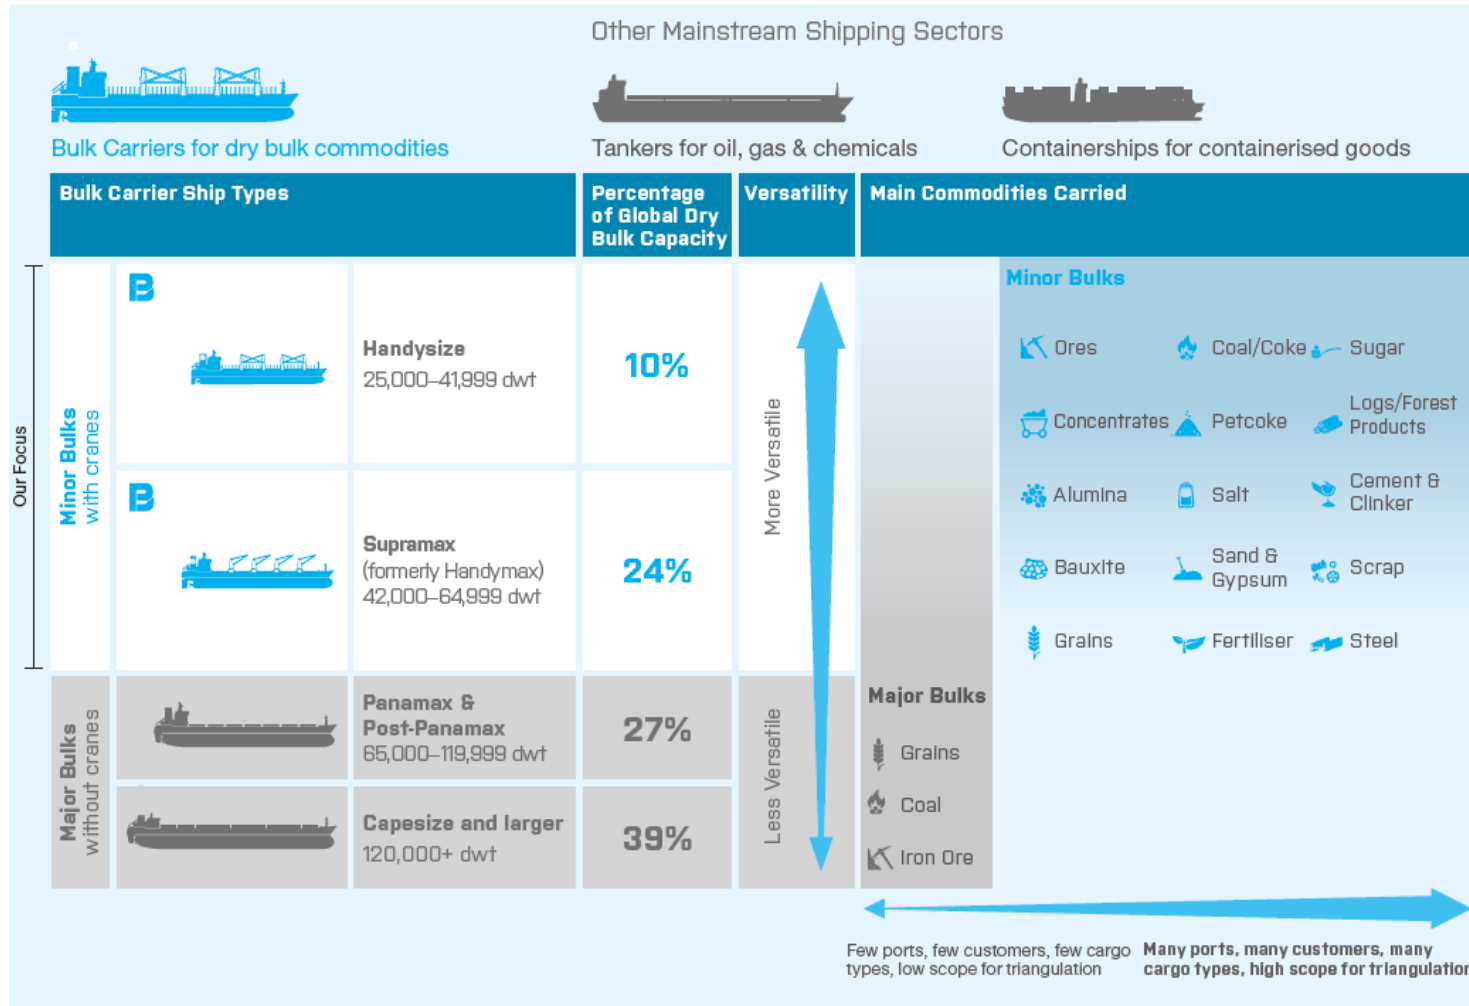 Other Mainstream Shipping Sectors
Bulk Carriers for dry bulk commodities
Tankers for oil, gas & chemicals
Containerships for containerised goods
Bulk Carrier Ship Types
Percentage
of Global Dry
Bulk Capacity
Versatility
Main Commodities Carried
Our Focus
Minor Bulks
with cranes
B
Handysize
25,000–41,999 dwt
10%
B
Supramax
(formerly Handymax)
42,000–64,999 dwt
24%
Major Bulks
without cranes
Panamax &
Post-Panamax
65,000–119,999 dwt
27%
Capesize and larger
120,000+ dwt
39%
More Versatile
Less Versatile
Minor Bulks
Ores
Coal/Coke
Sugar
Concentrates
Petcoke
Logs/Forest
Products
Alumina
Salt
Cement &
Clinker
Bauxite
Sand &
Gypsum
Scrap
Grains
Fertiliser
Steel
Major Bulks
Grains
Coal
Iron Ore
Few ports, few customers, few cargo
types, low scope for triangulation
Many ports, many customers, many
cargo types, high scope for triangulation